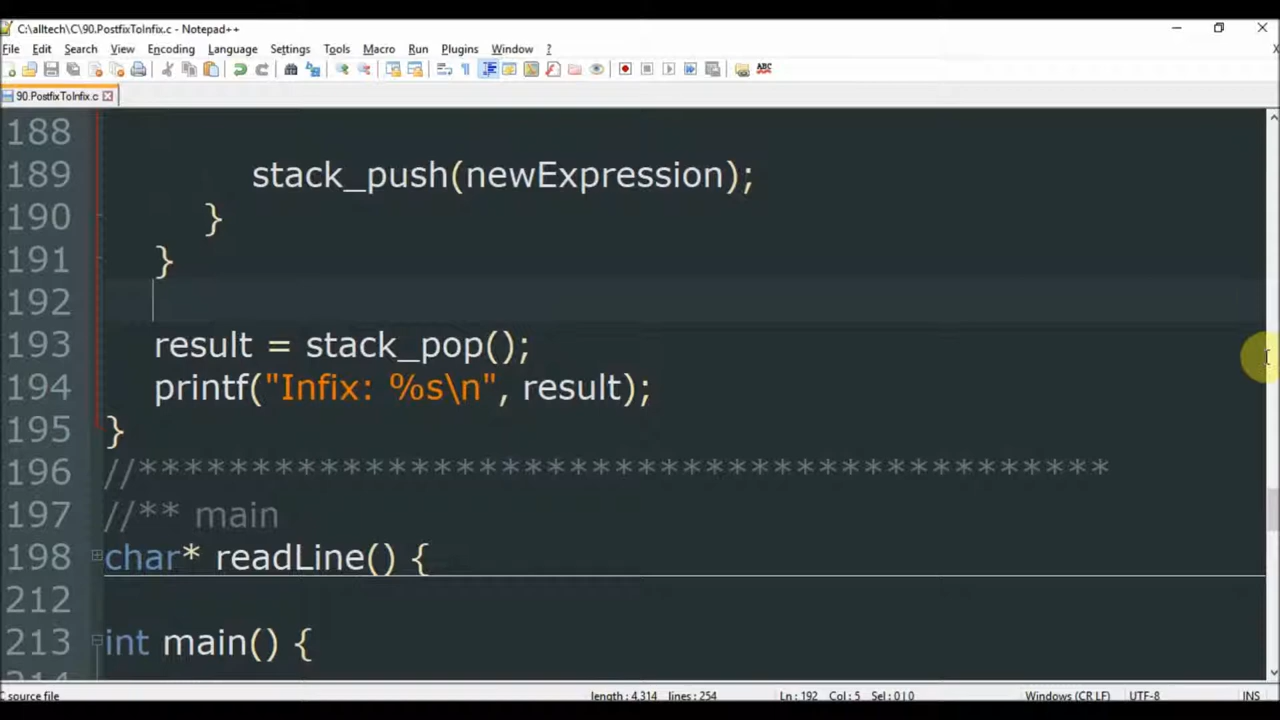 C:\alltech\C\90.PostfixToInfix.c - Notepad++
File Edit Search View Encoding Language Settings Tools Macro Run Plugins Window ?
90.PostfixToInfix.c
188
189 stack_push(newExpression);
190 }
191 }
192
193 result = stack_pop();
194 printf("Infix: %s\n", result);
195 }
196 //*****************************************
197 //** main
198 char* readLine() {
212
213 int main() {
C source file length : 4,314 lines : 254 Ln : 192 Col : 5 Sel : 0 | 0 Windows (CR LF) UTF-8 INS